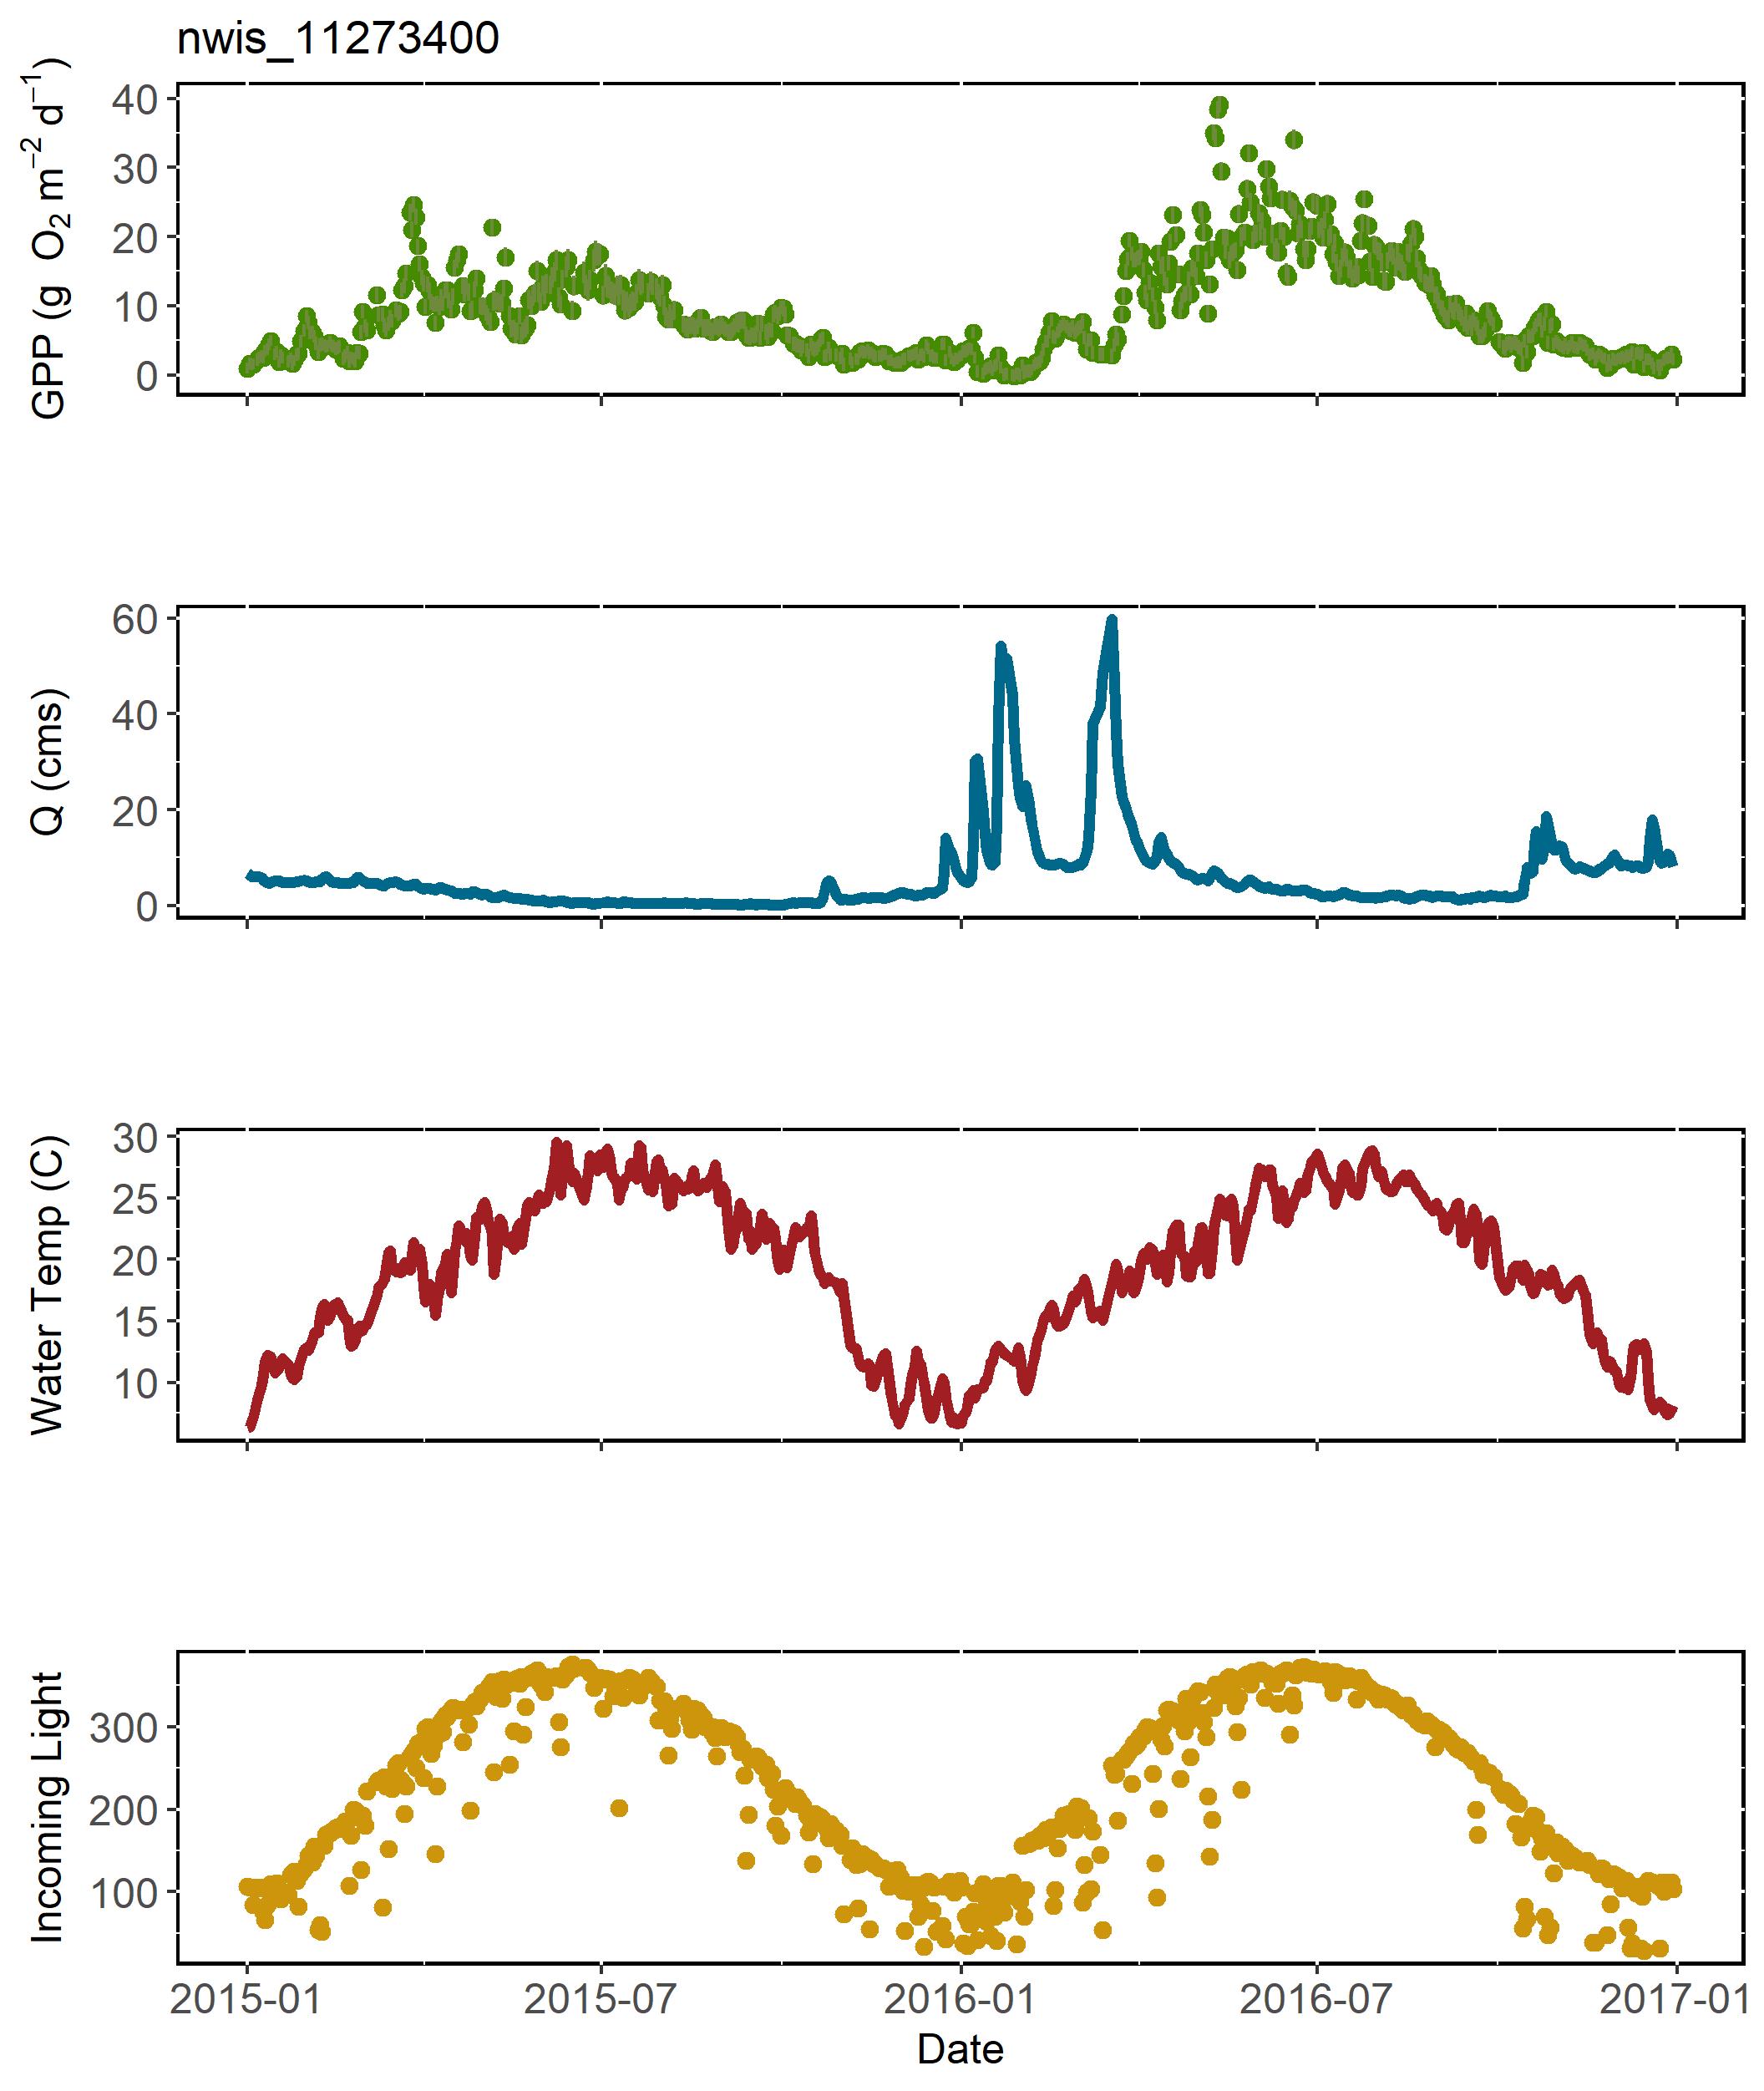 nwis_11273400
GPP (g O₂ m⁻² d⁻¹)
40
30
20
10
0
Q (cms)
60
40
20
0
Water Temp (C)
30
25
20
15
10
Incoming Light
300
200
100
2015-01 2015-07 2016-01 2016-07 2017-01
Date